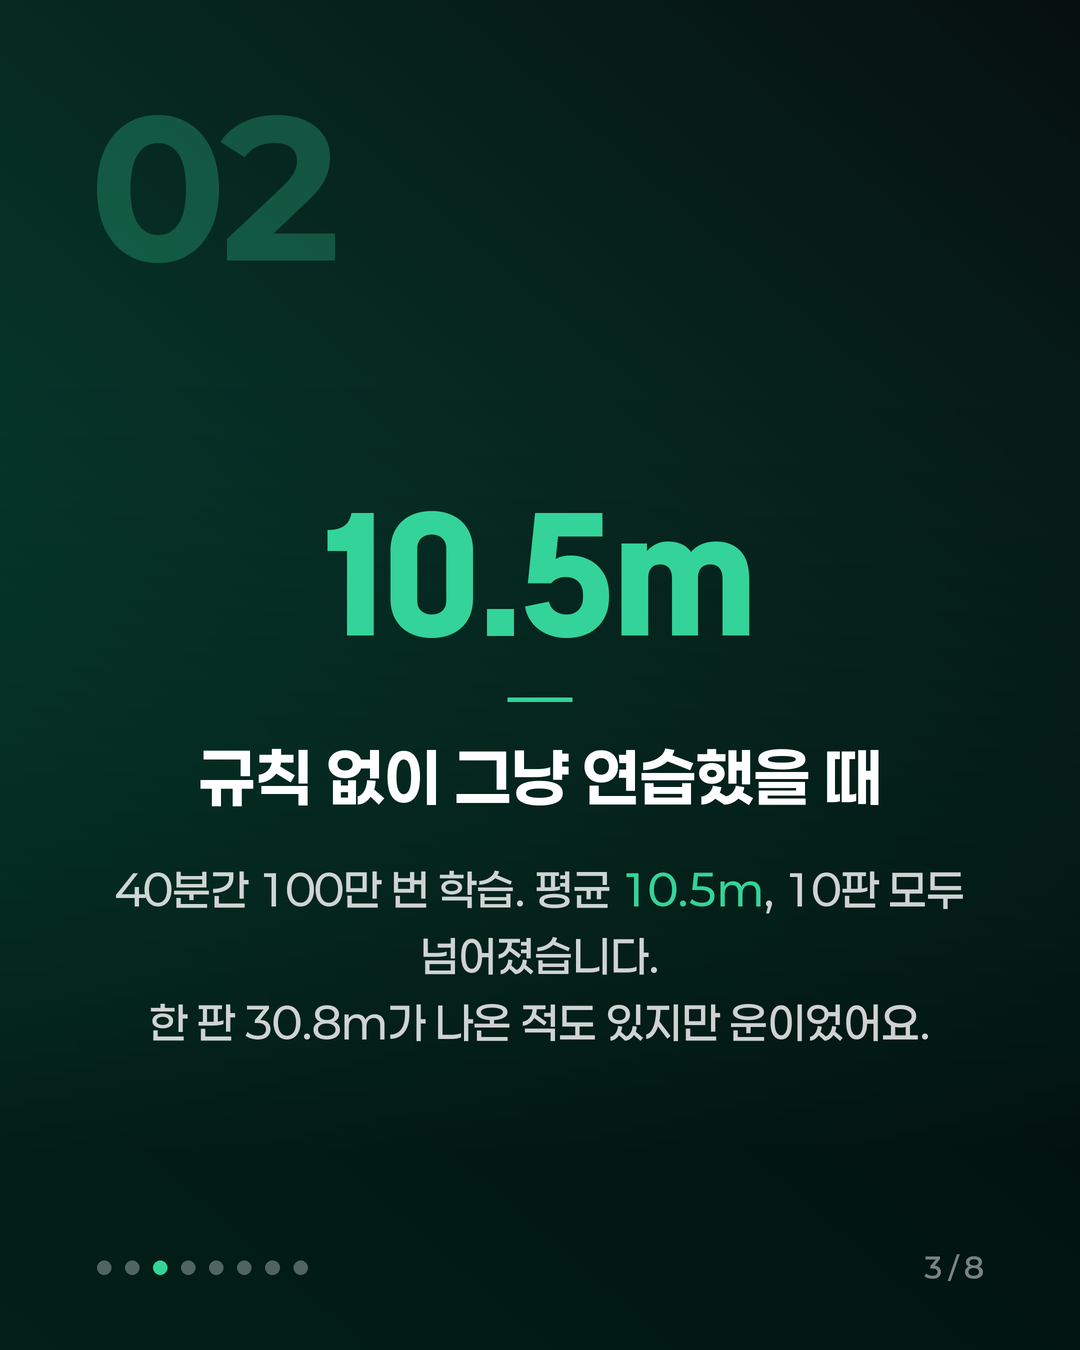 02
10.5m
규칙 없이 그냥 연습했을 때
40분간 100만 번 학습. 평균 10.5m, 10판 모두
넘어졌습니다.
한 판 30.8m가 나온 적도 있지만 운이었어요.
3/8